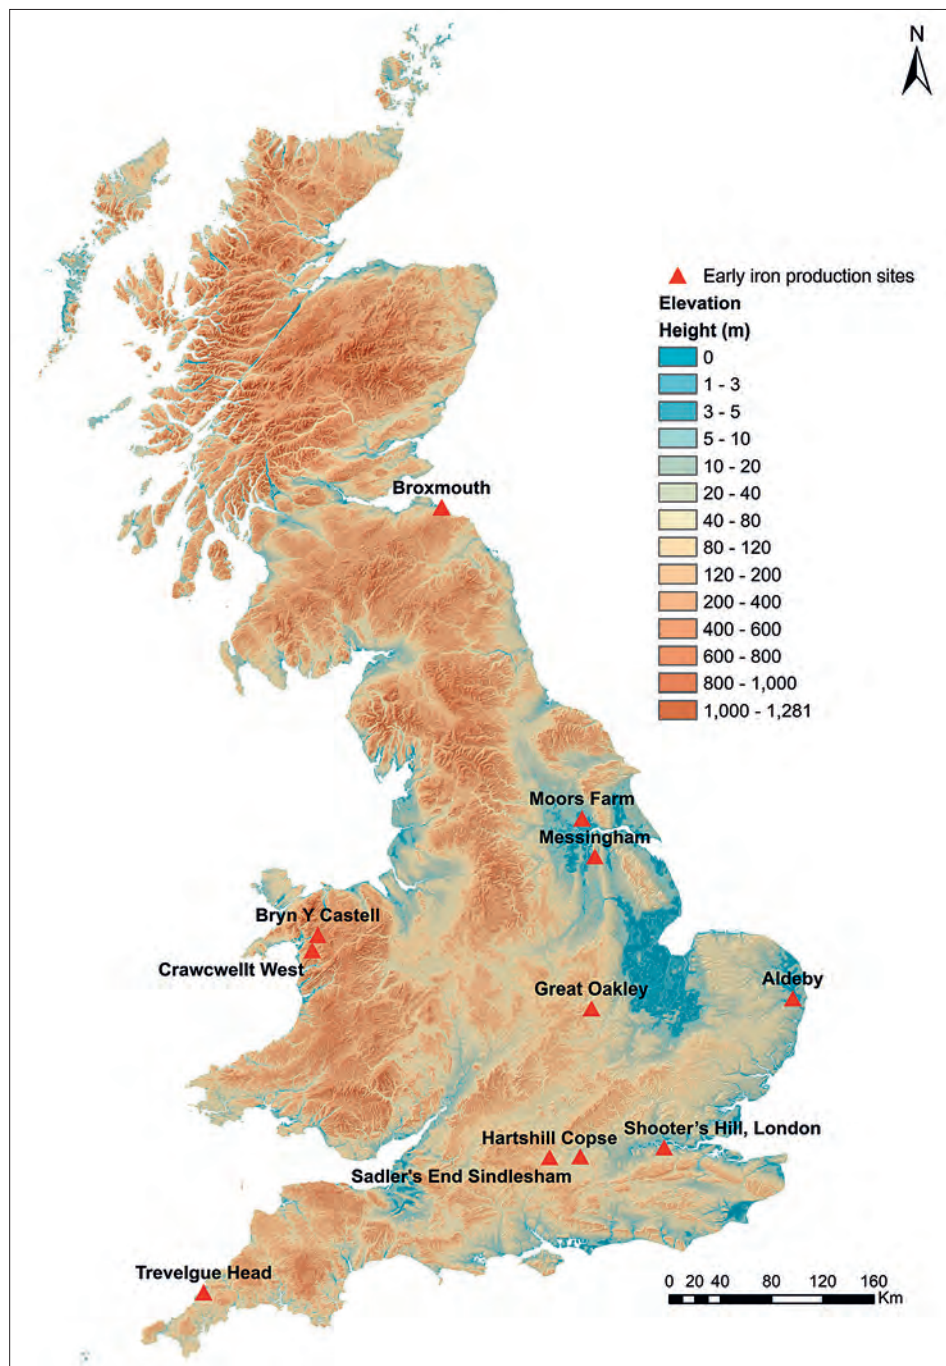 N
Early iron production sites
Elevation
Height (m)
0
1 - 3
3 - 5
5 - 10
10 - 20
20 - 40
40 - 80
80 - 120
120 - 200
200 - 400
400 - 600
600 - 800
800 - 1,000
1,000 - 1,281
Broxmouth
Moors Farm
Messingham
Bryn Y Castell
Crawcwellt West
Great Oakley
Aldeby
Hartshill Copse
Shooter's Hill, London
Sadler's End Sindlesham
Trevelgue Head
0 20 40 80 120 160
Km